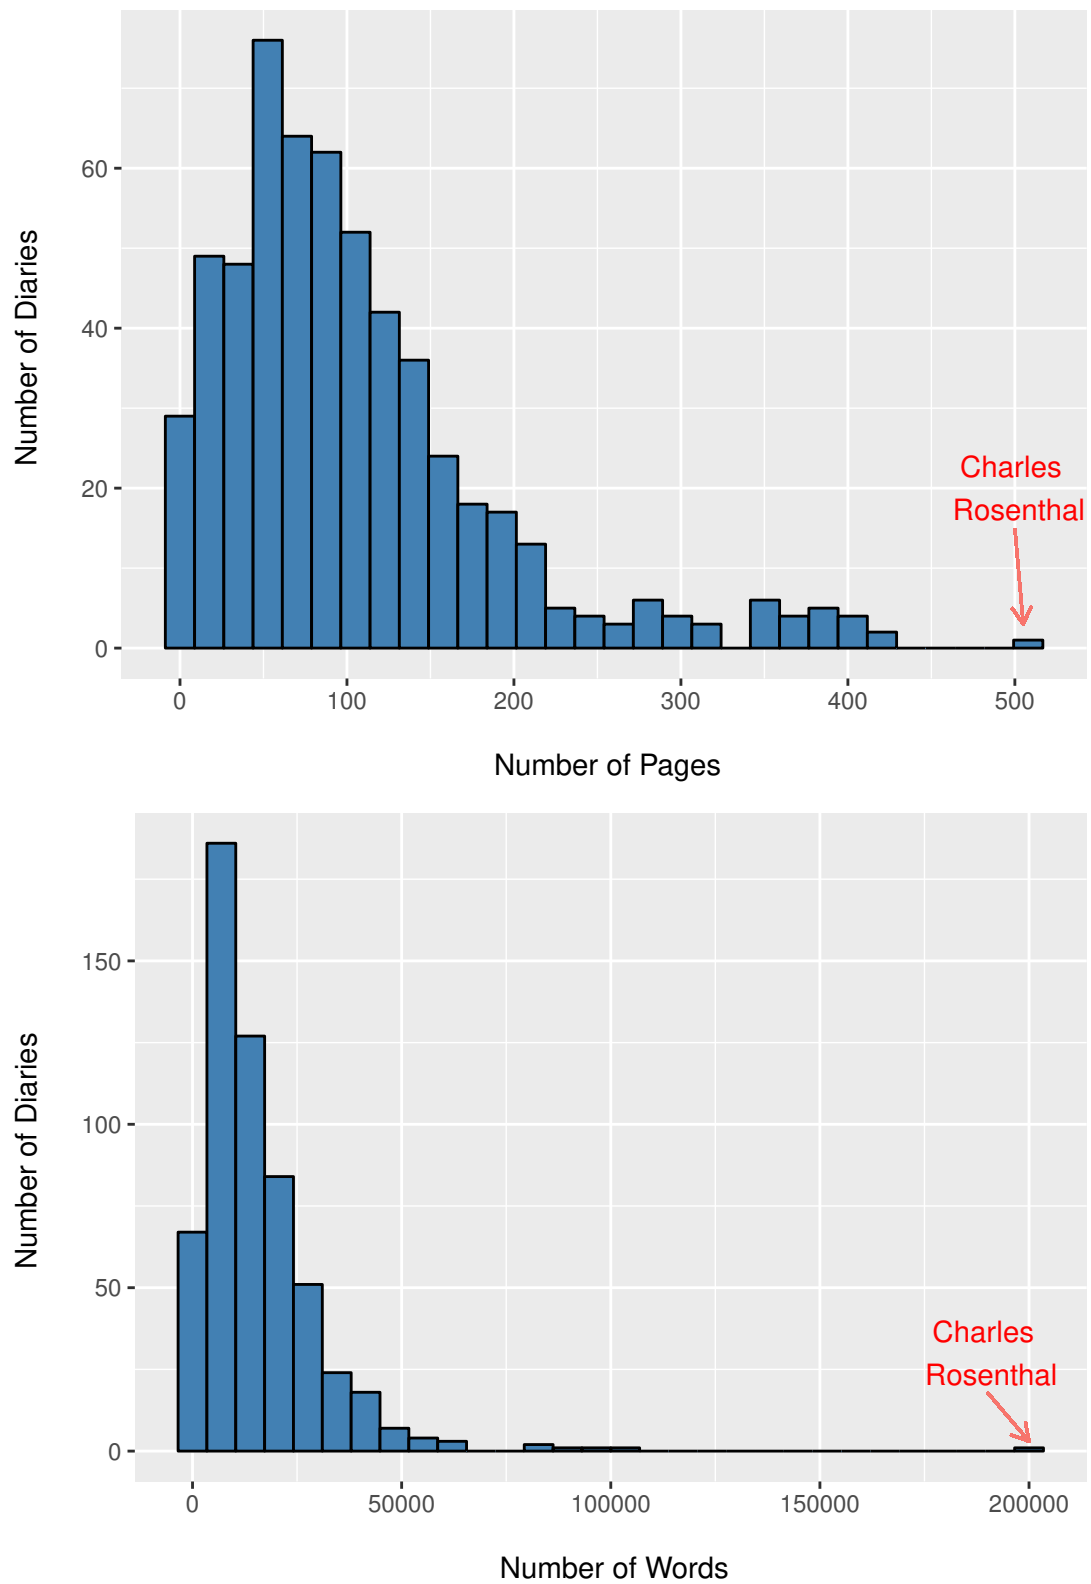 60
40
20
0
Number of Diaries
Charles
Rosenthal
0 100 200 300 400 500
Number of Pages
150
100
50
0
Number of Diaries
Charles
Rosenthal
0 50000 100000 150000 200000
Number of Words